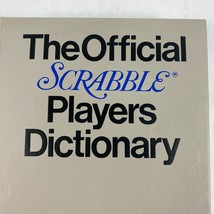 The Official
SCRABBLE®
Players
Dictionary